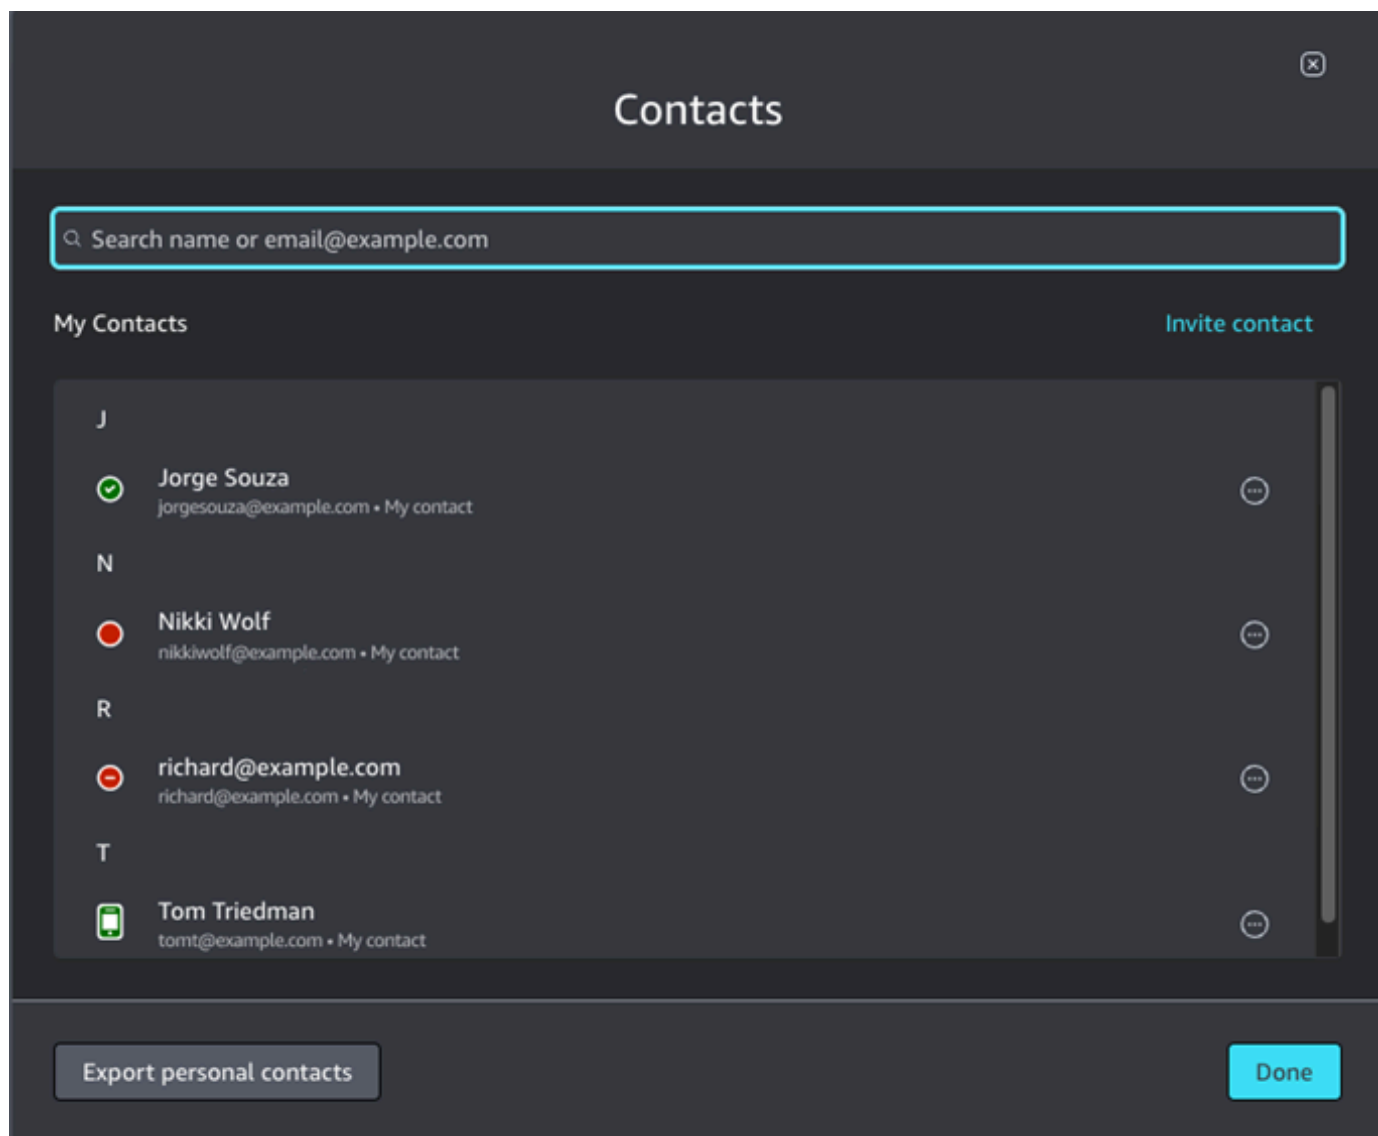 Contacts
Search name or email@example.com
My Contacts
Invite contact
J
Jorge Souza
jorgesouza@example.com • My contact
N
Nikki Wolf
nikkiwolf@example.com • My contact
R
richard@example.com
richard@example.com • My contact
T
Tom Triedman
tomt@example.com • My contact
Export personal contacts
Done